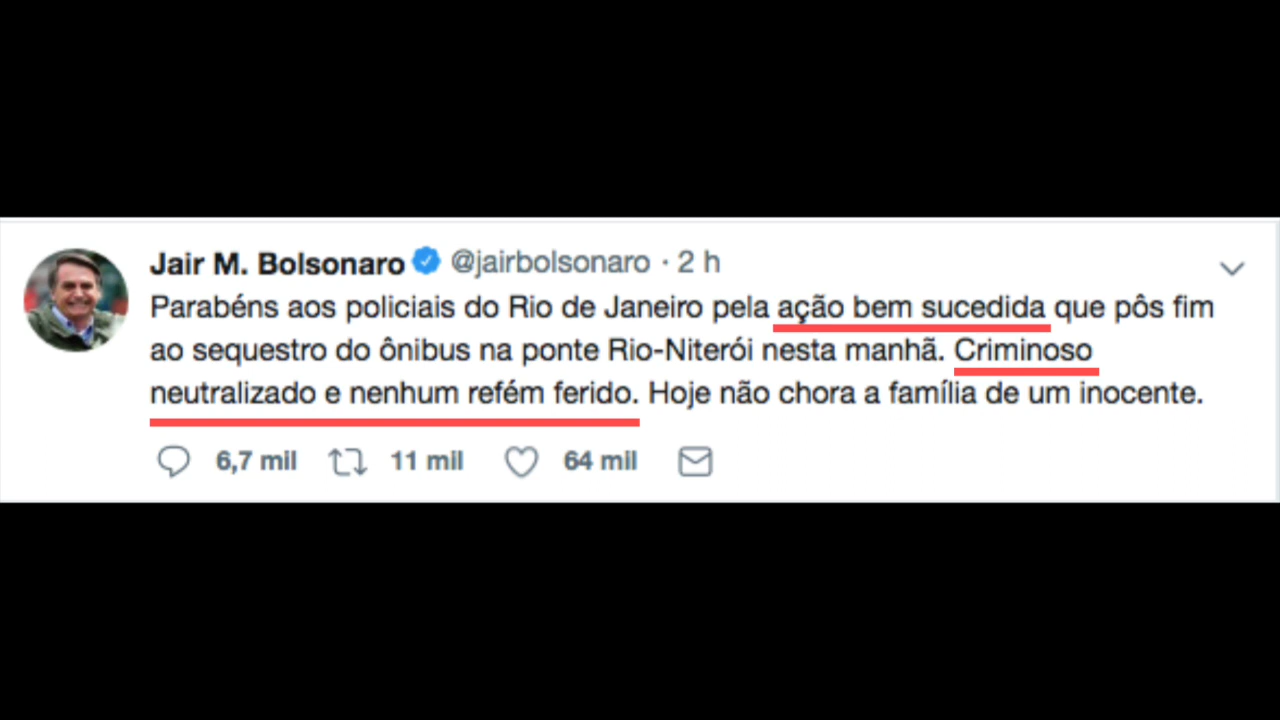 Jair M. Bolsonaro @jairbolsonaro · 2 h
Parabéns aos policiais do Rio de Janeiro pela ação bem sucedida que pôs fim
ao sequestro do ônibus na ponte Rio-Niterói nesta manhã. Criminoso
neutralizado e nenhum refém ferido. Hoje não chora a família de um inocente.
6,7 mil 11 mil 64 mil